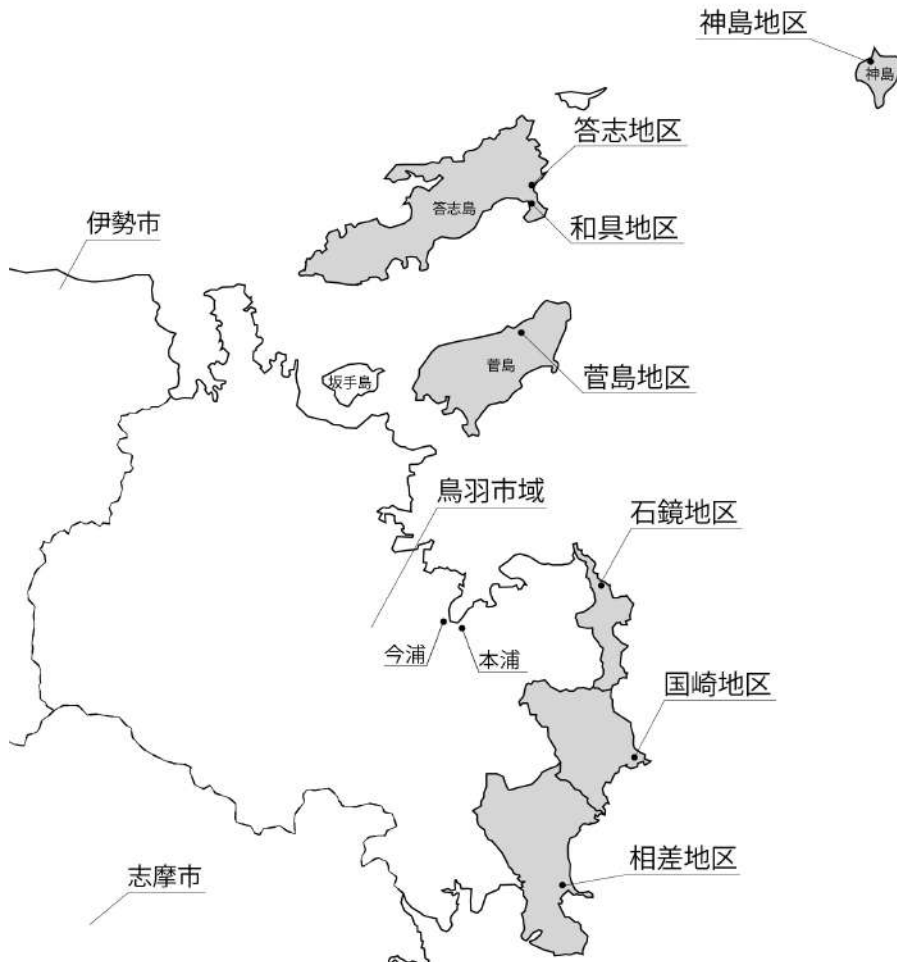 神島地区
神島
答志地区
答志島
和具地区
伊勢市
菅島
菅島地区
坂手島
鳥羽市域
石鏡地区
今浦
本浦
国崎地区
相差地区
志摩市